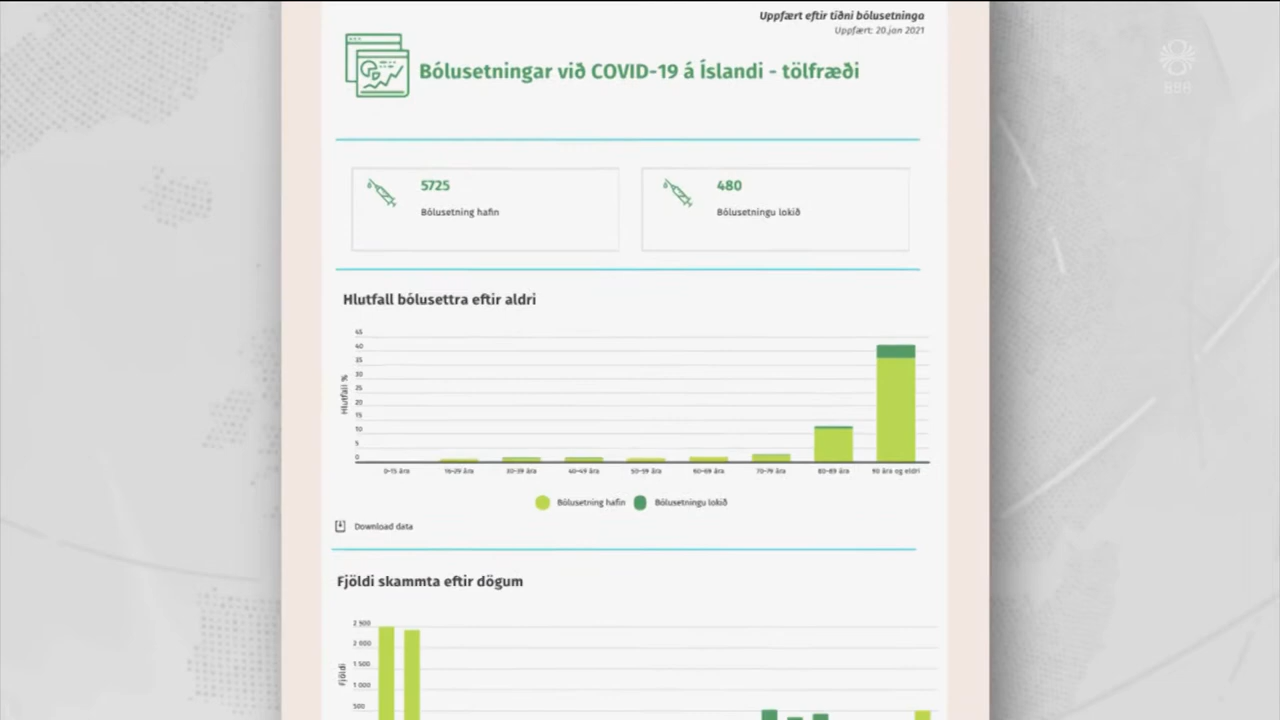 Uppfært eftir tíðni bólusetninga
Uppfært: 20.jan 2021
Bólusetningar við COVID-19 á Íslandi - tölfræði
888
5725
Bólusetning hafin
480
Bólusetningu lokið
Hlutfall bólusettra eftir aldri
45
40
35
30
25
20
15
10
5
0
Hlutfall %
0-15 ára
16-29 ára
30-39 ára
40-49 ára
50-59 ára
60-69 ára
70-79 ára
80-89 ára
90 ára og eldri
Bólusetning hafin
Bólusetningu lokið
Download data
Fjöldi skammta eftir dögum
2 500
2 000
1 500
1 000
500
Fjöldi